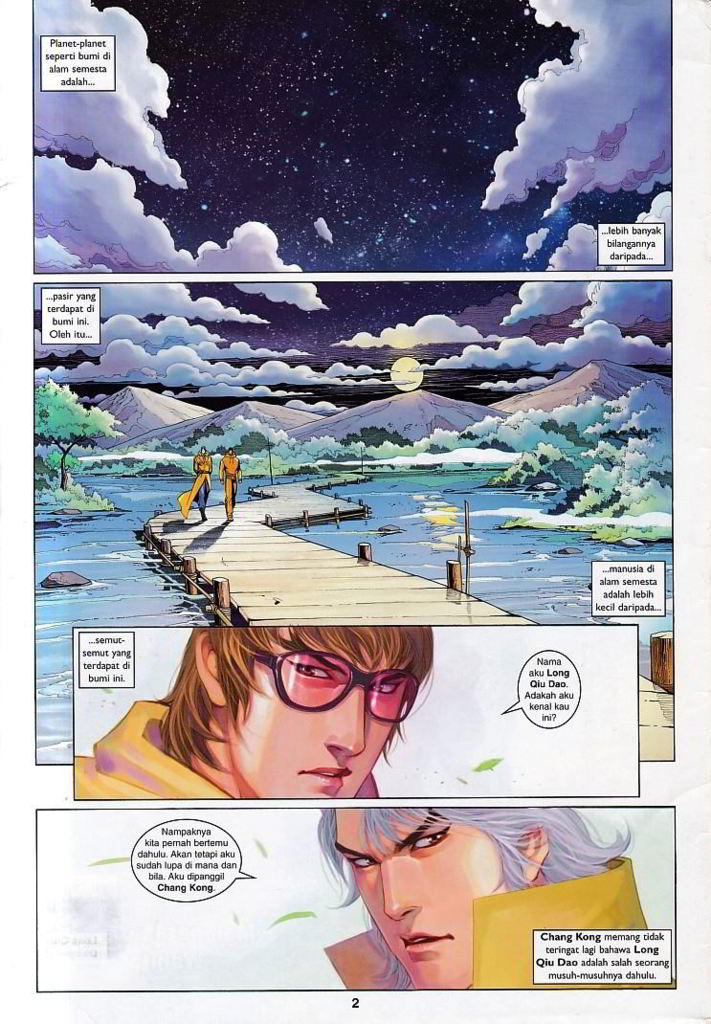 Planet-planet
seperti bumi di
alam semesta
adalah...
...lebih banyak
bilangannya
daripada...
...pasir yang
terdapat di
bumi ini.
Oleh itu...
...manusia di
alam semesta
adalah lebih
kecil daripada...
...semut-
semut yang
terdapat di
bumi ini.
Nama
aku Long
Qiu Dao.
Adakah aku
kenal kau
ini?
Nampaknya
kita pernah bertemu
dahulu. Akan tetapi aku
sudah lupa di mana dan
bila. Aku dipanggil
Chang Kong.
Chang Kong memang tidak
teringat lagi bahawa Long
Qiu Dao adalah salah seorang
musuh-musuhnya dahulu.
2